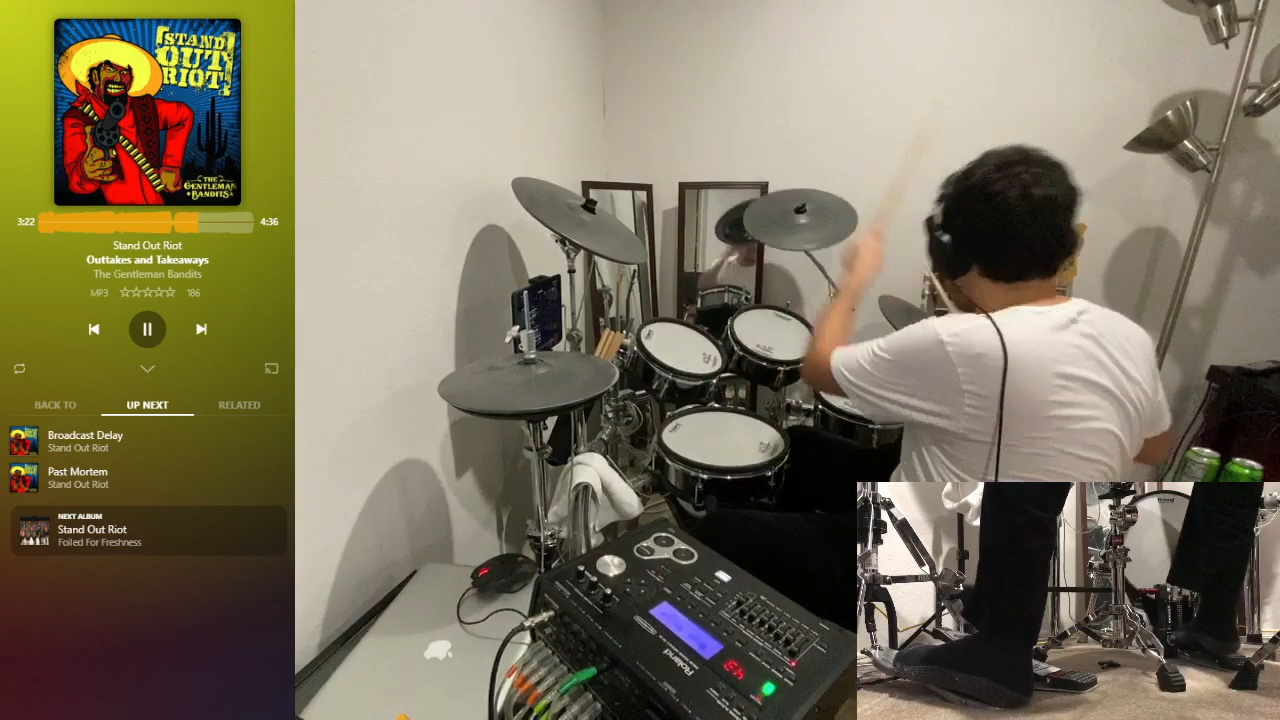 [STAND
OUT
RIOT!
THE
GENTLEMAN
BANDITS
3:22
4:36
Stand Out Riot
Outtakes and Takeaways
The Gentleman Bandits
MP3
186
BACK TO
UP NEXT
RELATED
Broadcast Delay
Stand Out Riot
Past Mortem
Stand Out Riot
NEXT ALBUM
Stand Out Riot
Foiled For Freshness
Roland
49
Roland